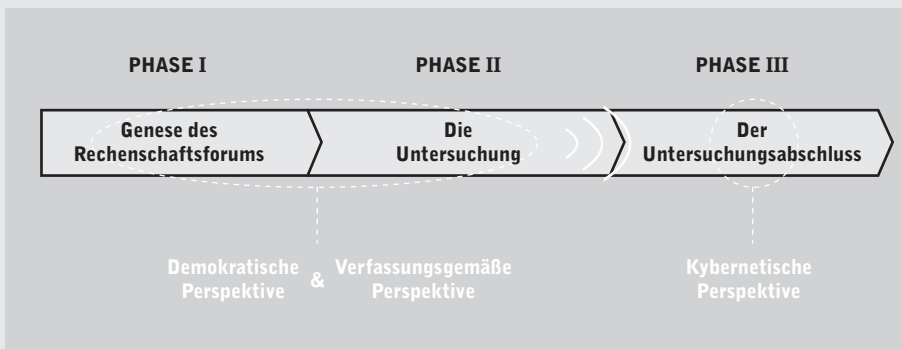 PHASE I
PHASE II
PHASE III
Genese des
Rechenschaftsforums
Die
Untersuchung
Der
Untersuchungsabschluss
Demokratische
Perspektive
&
Verfassungsgemäße
Perspektive
Kybernetische
Perspektive